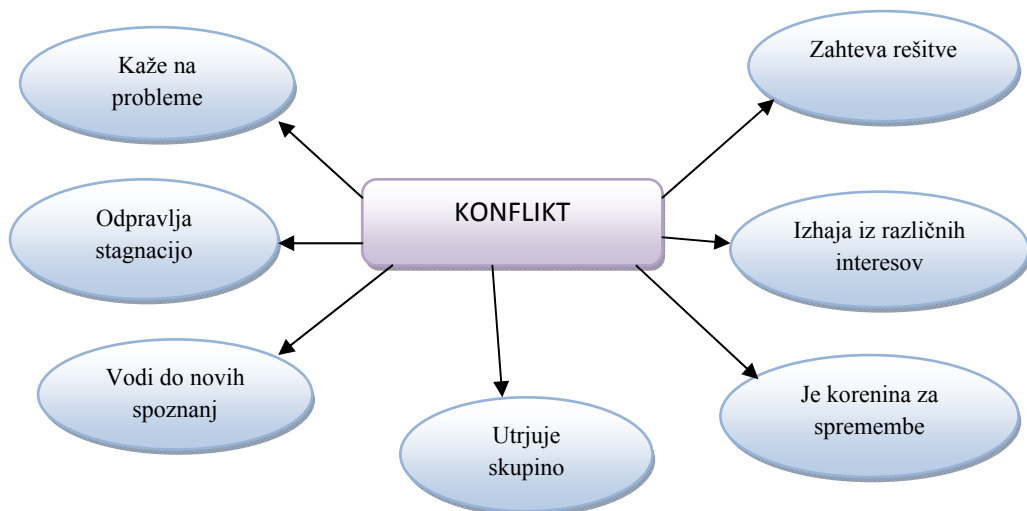 Kaže na
probleme
Zahteva rešitve
KONFLIKT
Odpravlja
stagnacijo
Izhaja iz različnih
interesov
Vodi do novih
spoznanj
Utrjuje
skupino
Je korenina za
spremembe